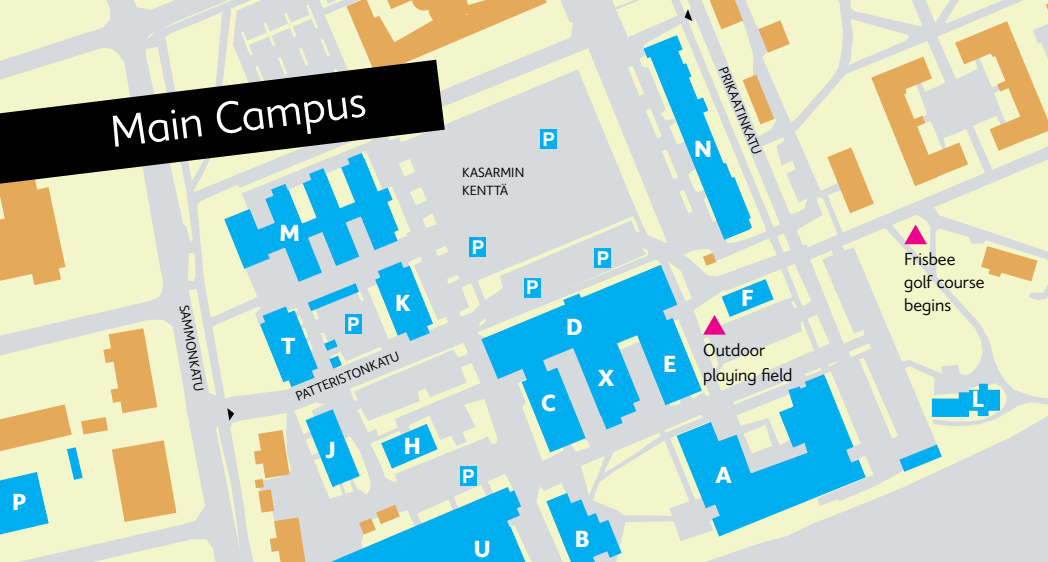 Main Campus
PRIKAATINKATU
P
N
KASARMIN
KENTTÄ
M
P
P
Frisbee
golf course
begins
P
K
F
P
D
T
SAMMONKATU
Outdoor
playing field
PATTERISTONKATU
E
X
C
L
J
H
A
P
P
B
U